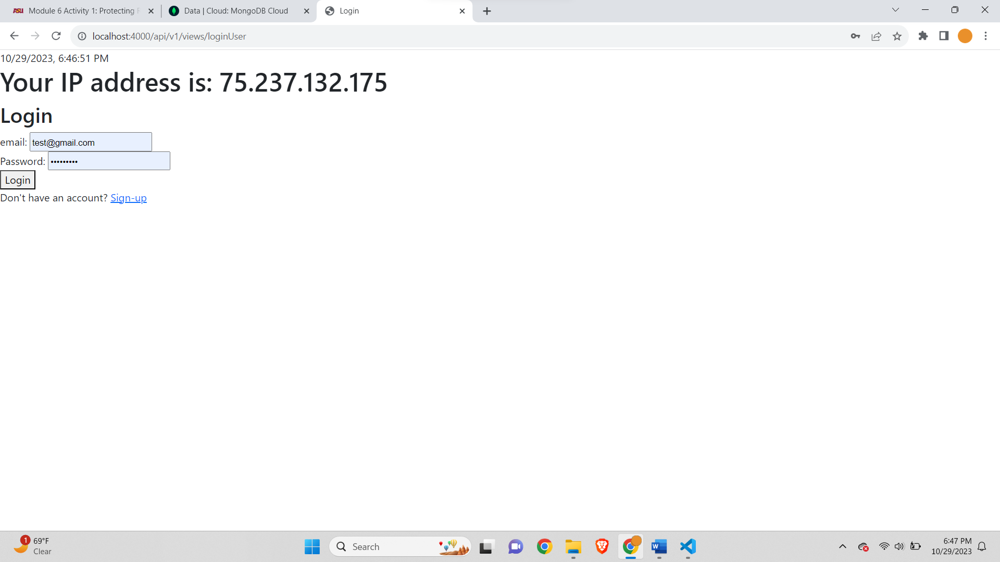 ASU Module 6 Activity 1: Protecting
Data | Cloud: MongoDB Cloud
Login
localhost:4000/api/v1/views/loginUser
10/29/2023, 6:46:51 PM
Your IP address is: 75.237.132.175
Login
email: test@gmail.com
Password: •••••••••
Login
Don't have an account? Sign-up
1
69°F
Clear
Search
W
6:47 PM
10/29/2023